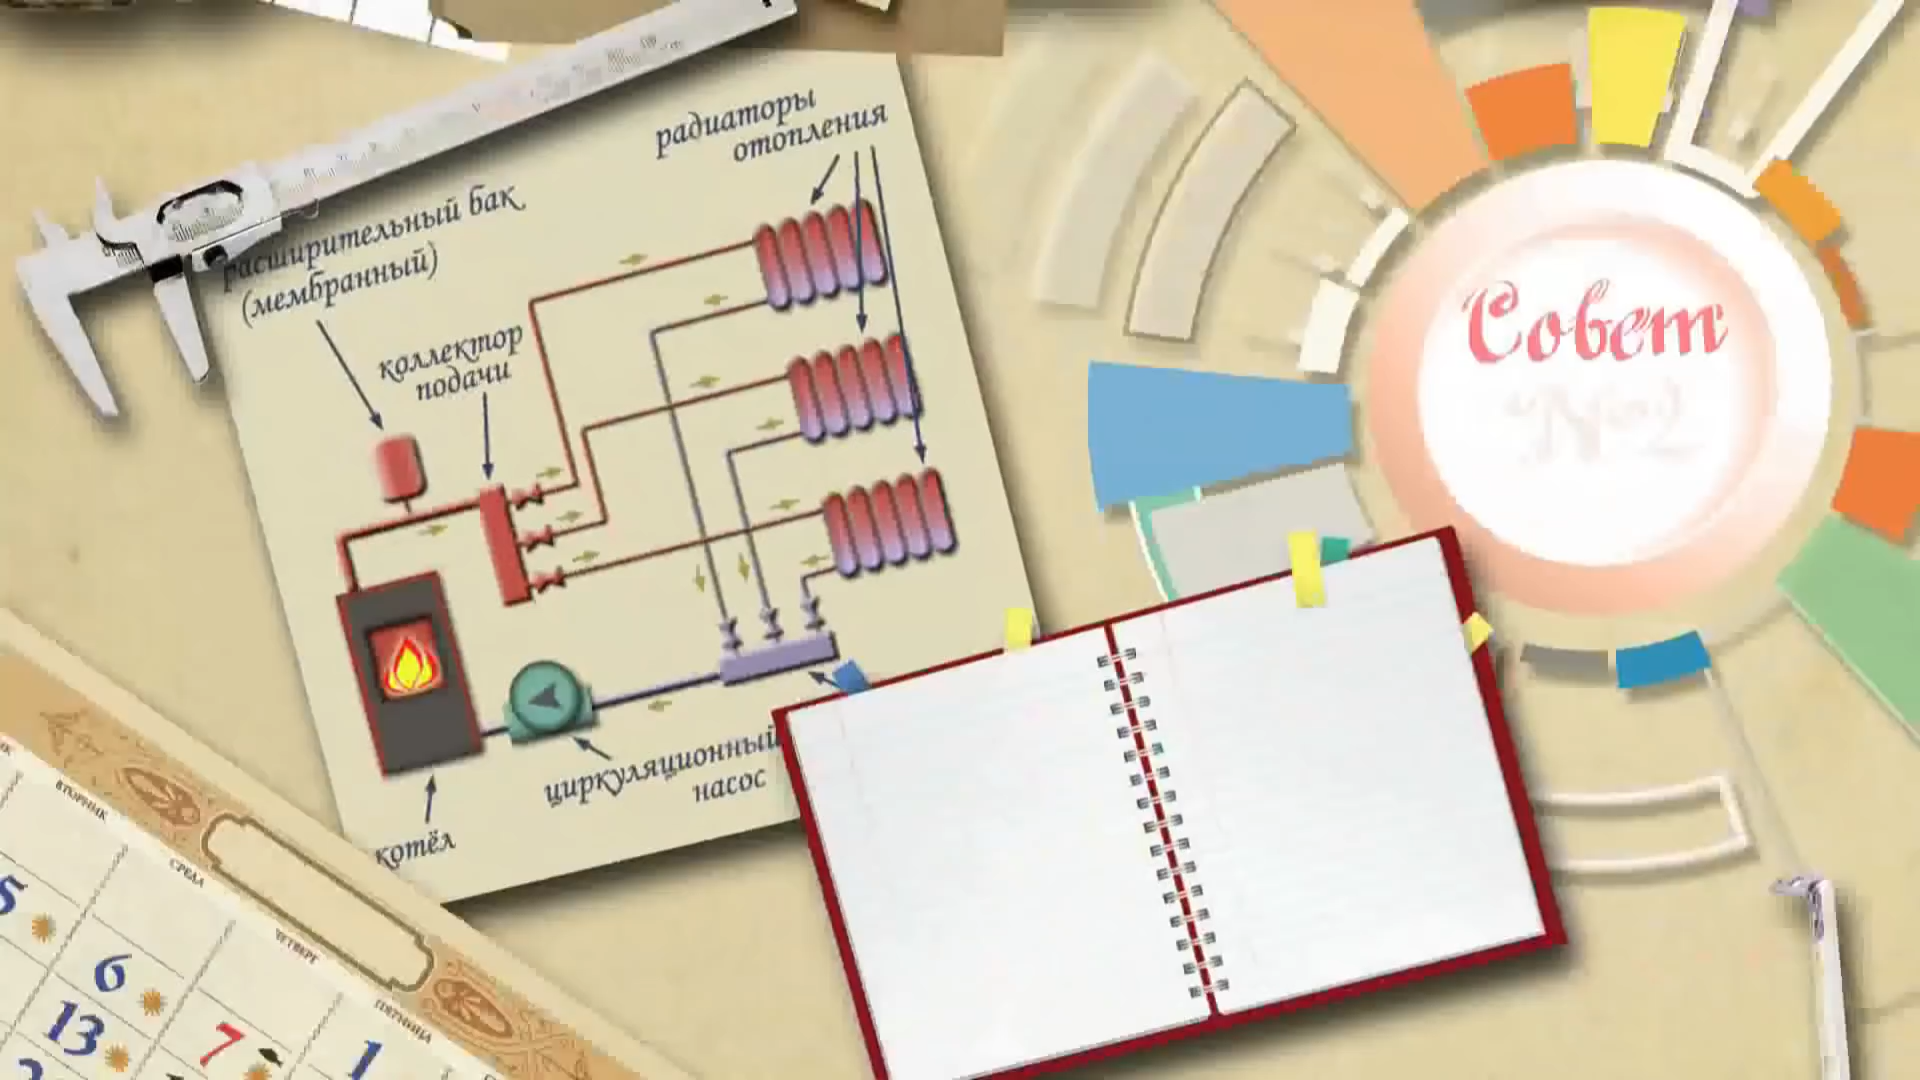 радиаторы
отопления
расширительный бак
(мембранный)
коллектор
подачи
циркуляционный
насос
котёл
Совет
№2
ВТОРНИК
СРЕДА
ЧЕТВЕРГ
ПЯТНИЦА
5
6
13
7
1